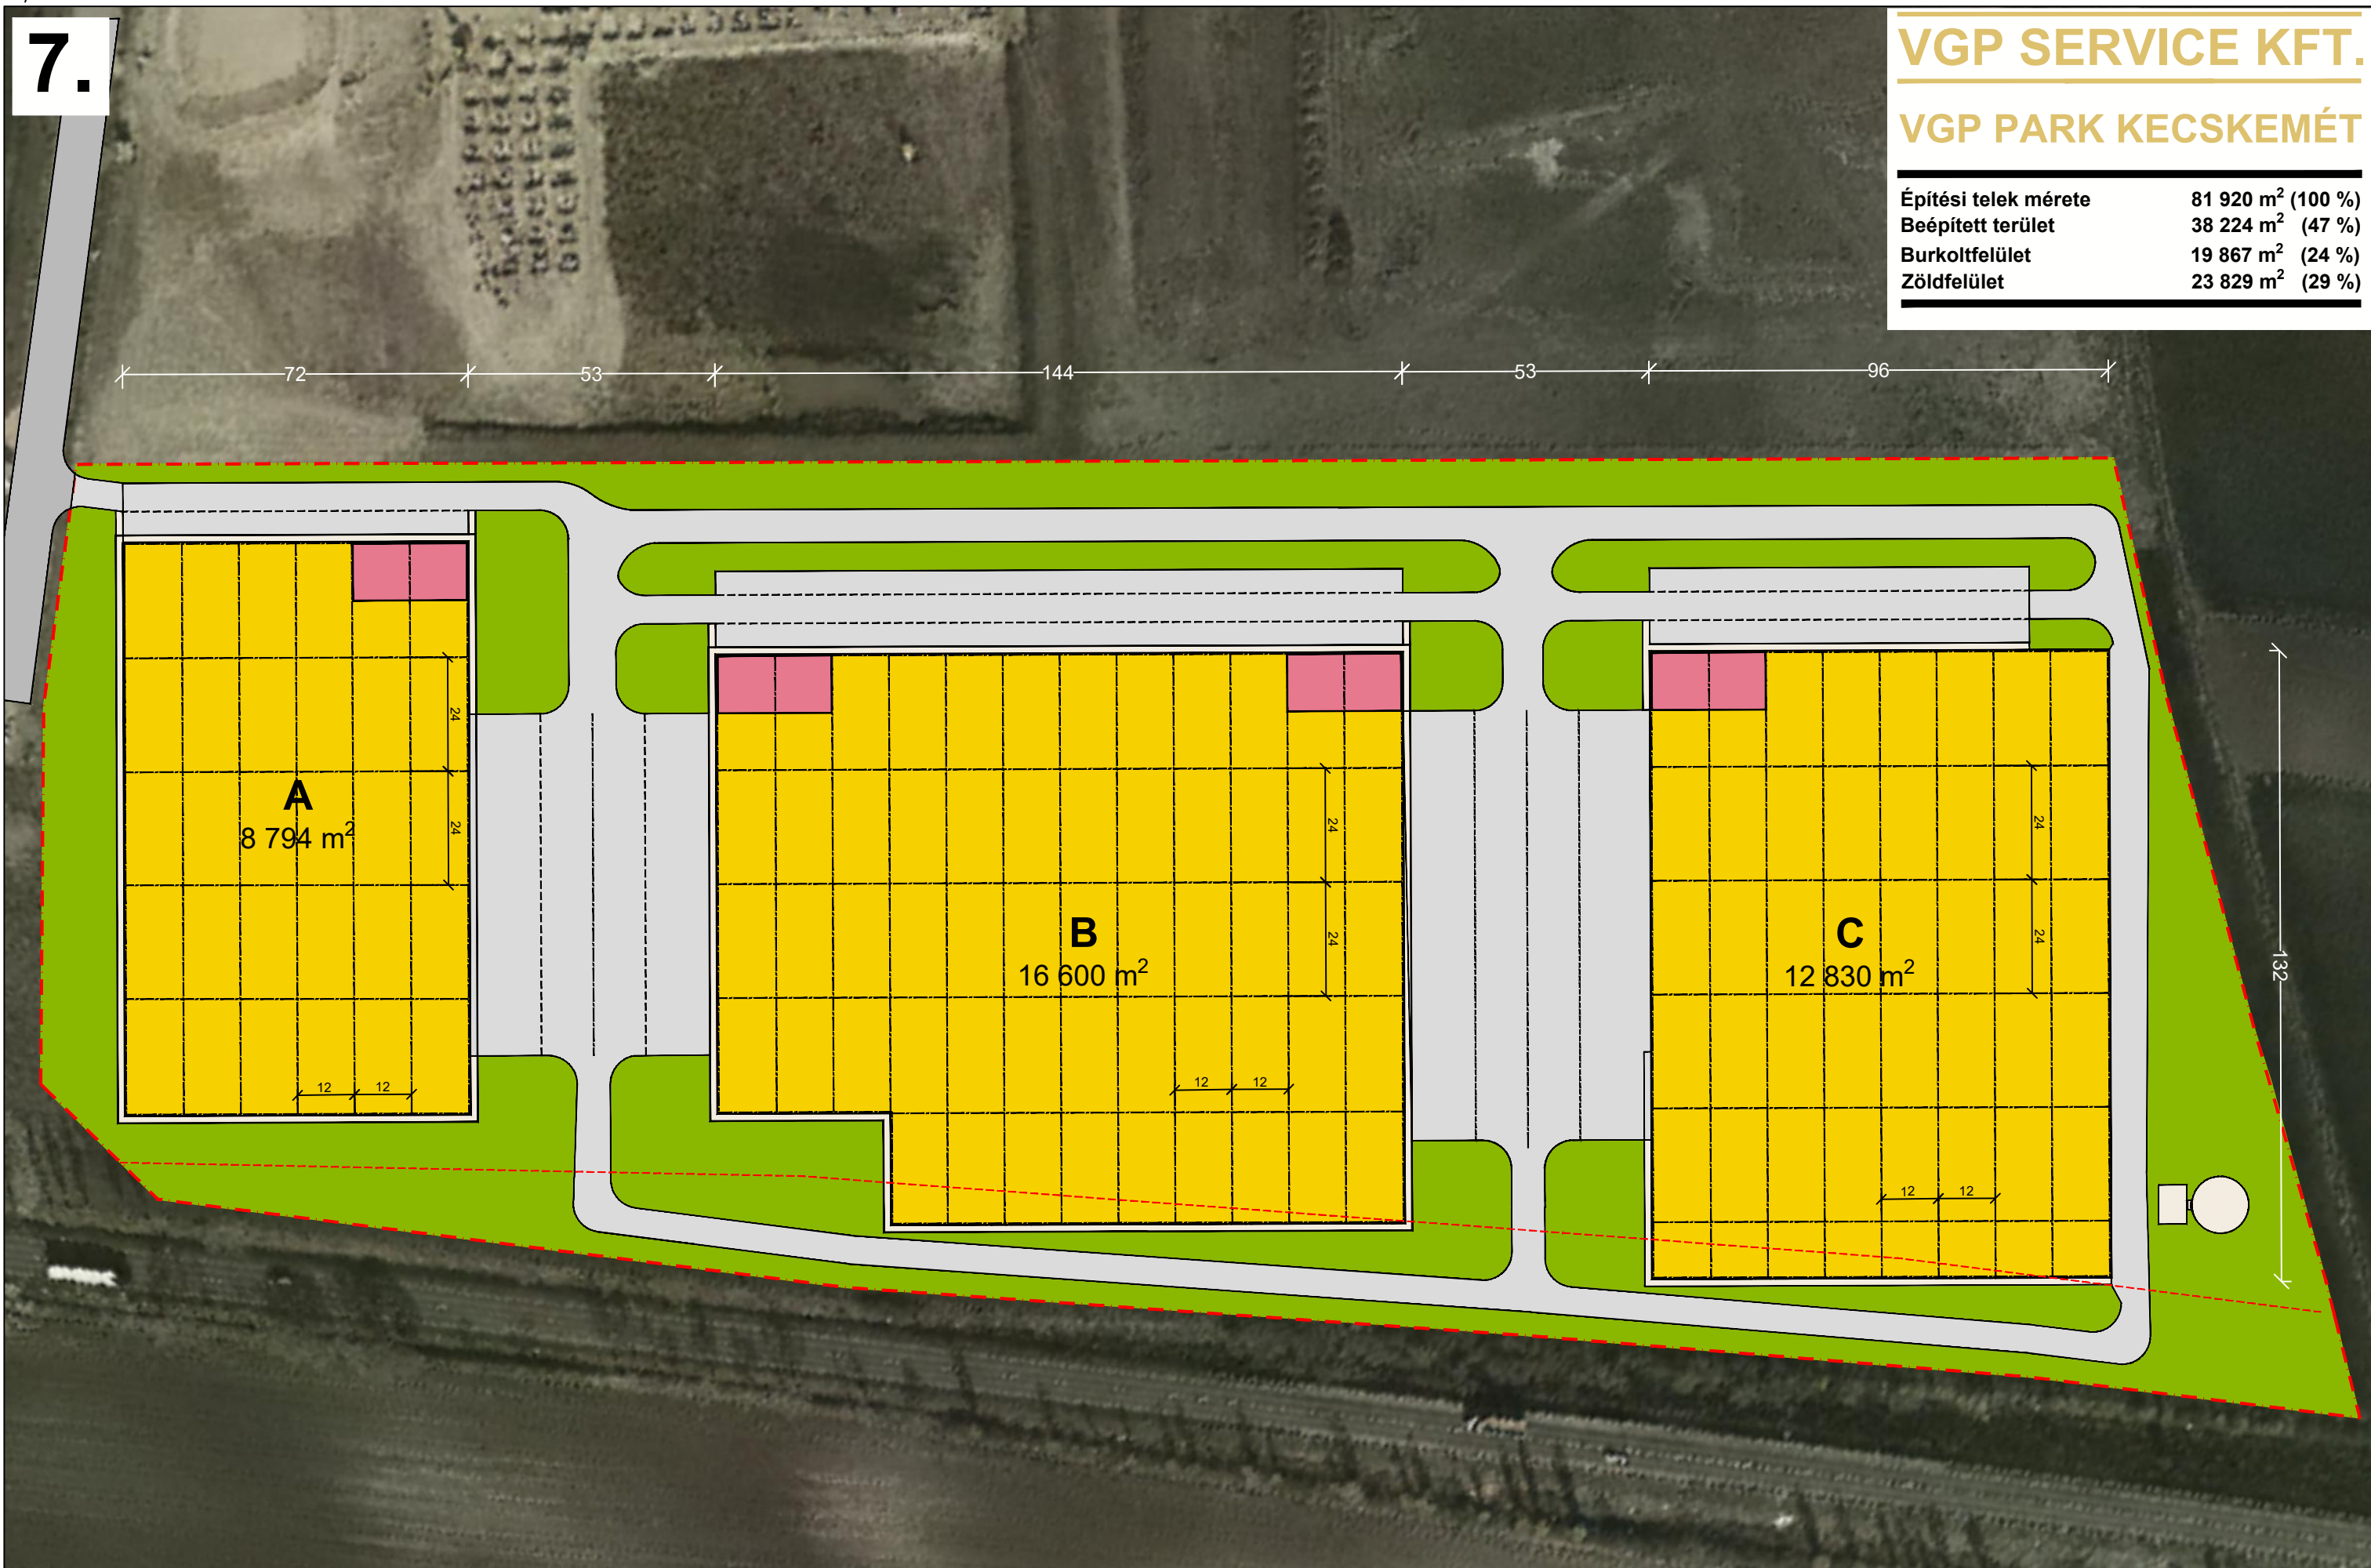 7.
VGP SERVICE KFT.
VGP PARK KECSKEMÉT
Építési telek mérete 81 920 m² (100 %)
Beépített terület 38 224 m² (47 %)
Burkoltfelület 19 867 m² (24 %)
Zöldfelület 23 829 m² (29 %)
72 53 144 53 96
24
24
A
8 794 m²
12 12
24
24
B
16 600 m²
12 12
24
24
C
12 830 m²
12 12
132